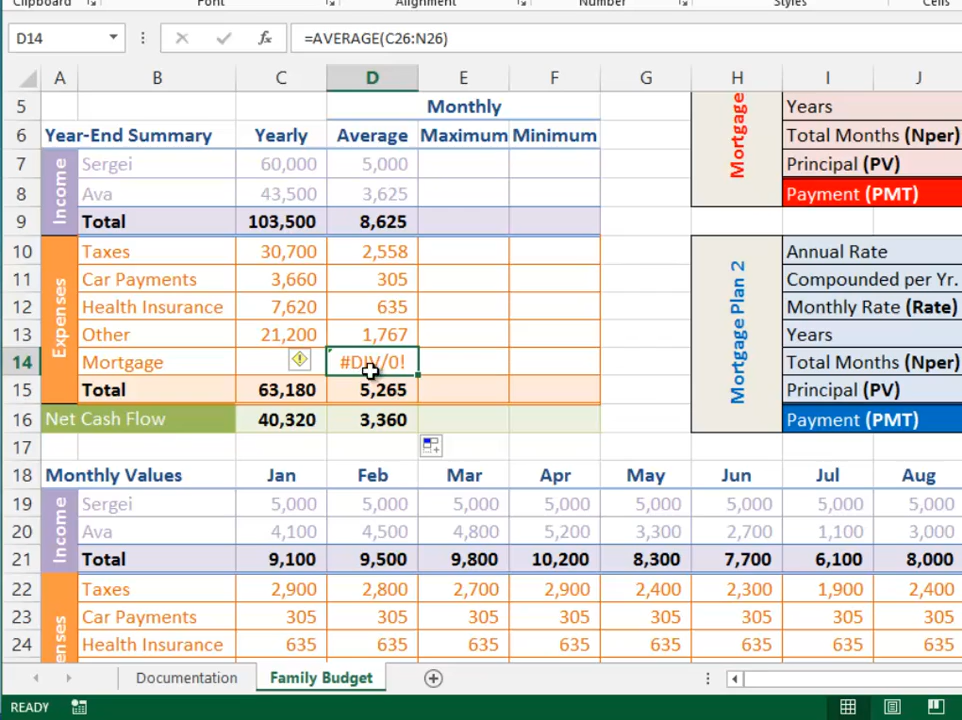 Clipboard Font Alignment Number Styles Cells
D14 fx =AVERAGE(C26:N26)
A B C D E F G H I J
5 Monthly Years
6 Year-End Summary Yearly Average Maximum Minimum Total Months (Nper)
7 Sergei 60,000 5,000 Principal (PV)
8 Ava 43,500 3,625 Payment (PMT)
Income
Mortgage
9 Total 103,500 8,625
10 Taxes 30,700 2,558 Annual Rate
11 Car Payments 3,660 305 Compounded per Yr.
12 Health Insurance 7,620 635 Monthly Rate (Rate)
13 Other 21,200 1,767 Years
14 Mortgage #DIV/0! Total Months (Nper)
15 Total 63,180 5,265 Principal (PV)
Expenses
Mortgage Plan 2
16 Net Cash Flow 40,320 3,360 Payment (PMT)
17
18 Monthly Values Jan Feb Mar Apr May Jun Jul Aug
19 Sergei 5,000 5,000 5,000 5,000 5,000 5,000 5,000 5,000
20 Ava 4,100 4,500 4,800 5,200 3,300 2,700 1,100 3,000
21 Total 9,100 9,500 9,800 10,200 8,300 7,700 6,100 8,000
Income
22 Taxes 2,900 2,800 2,700 2,900 2,400 2,300 1,900 2,400
23 Car Payments 305 305 305 305 305 305 305 305
24 Health Insurance 635 635 635 635 635 635 635 635
enses
Documentation Family Budget
READY